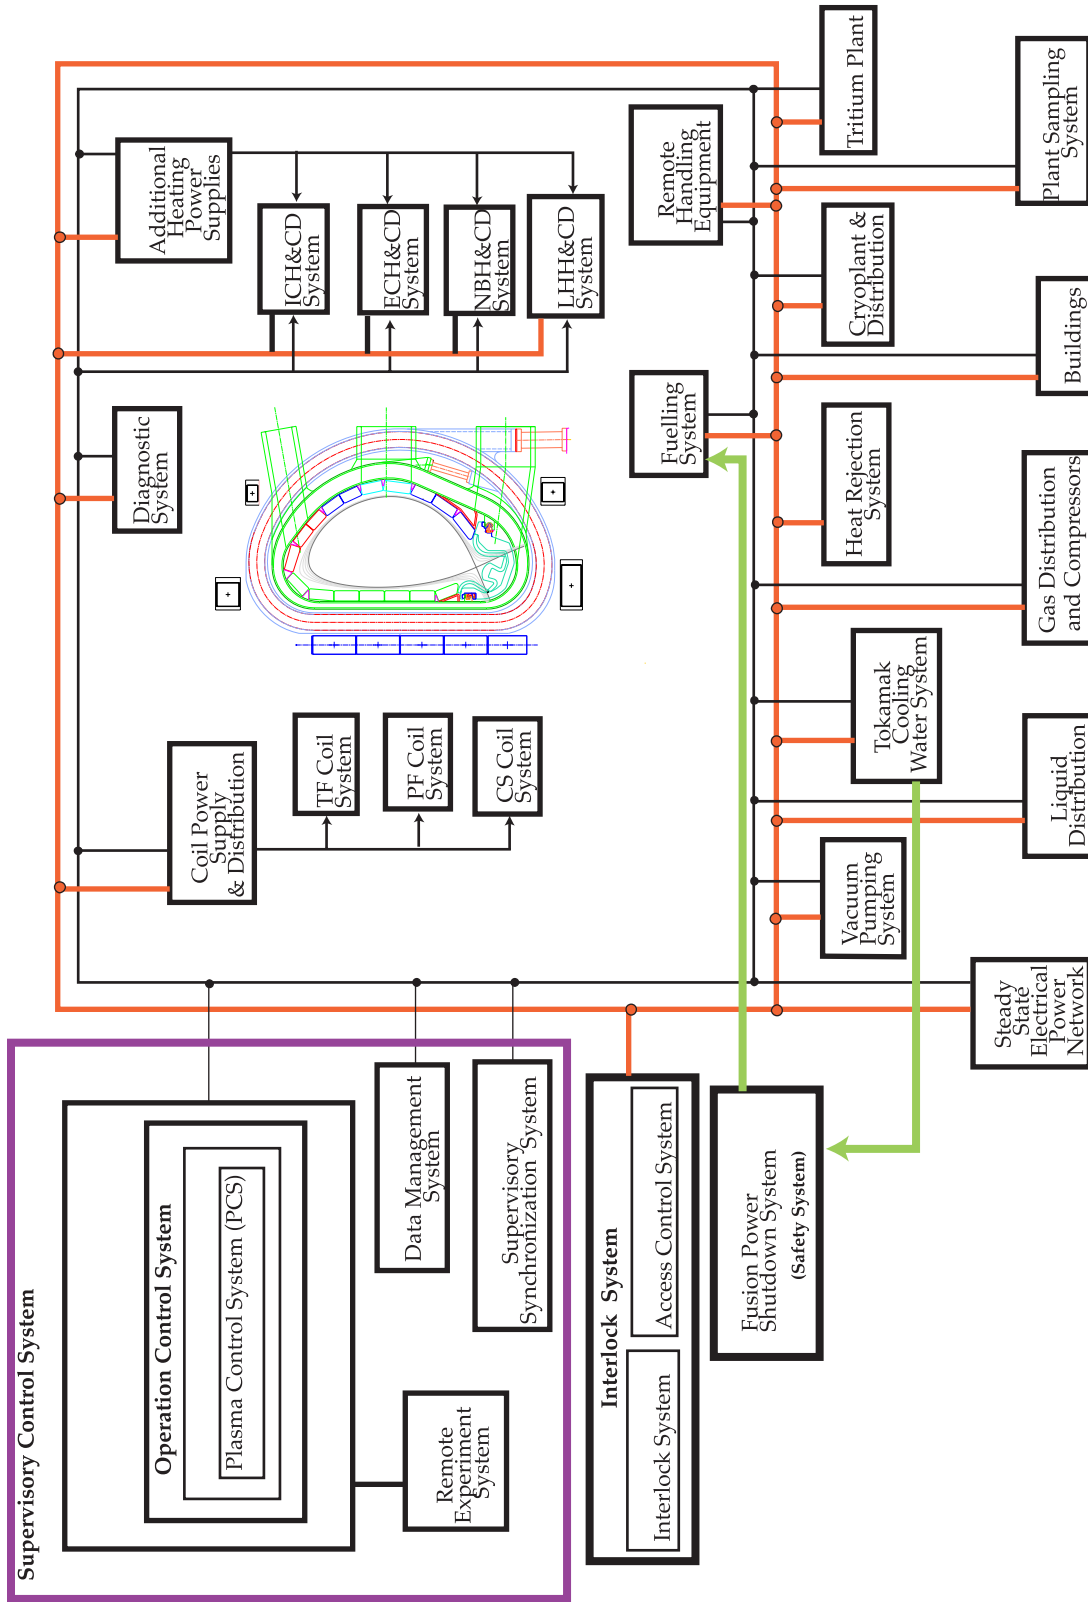 Supervisory Control System
Operation Control System
Plasma Control System (PCS)
Remote
Experiment
System
Data Management
System
Supervisory
Synchronization System
Interlock System
Interlock System
Access Control System
Fusion Power
Shutdown System
(Safety System)
Coil Power
Supply
& Distribution
TF Coil
System
PF Coil
System
CS Coil
System
Diagnostic
System
Additional
Heating
Power
Supplies
ICH&CD
System
ECH&CD
System
NBH&CD
System
LHH&CD
System
Fuelling
System
Remote
Handling
Equipment
Steady
State
Electrical
Power
Network
Vacuum
Pumping
System
Liquid
Distribution
Tokamak
Cooling
Water System
Gas Distribution
and Compressors
Heat Rejection
System
Buildings
Cryoplant &
Distribution
Plant Sampling
System
Tritium Plant